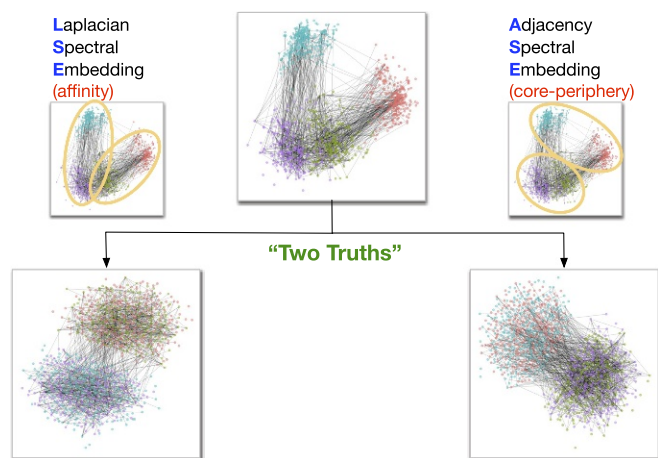 Laplacian
Spectral
Embedding
(affinity)
Adjacency
Spectral
Embedding
(core-periphery)
“Two Truths”